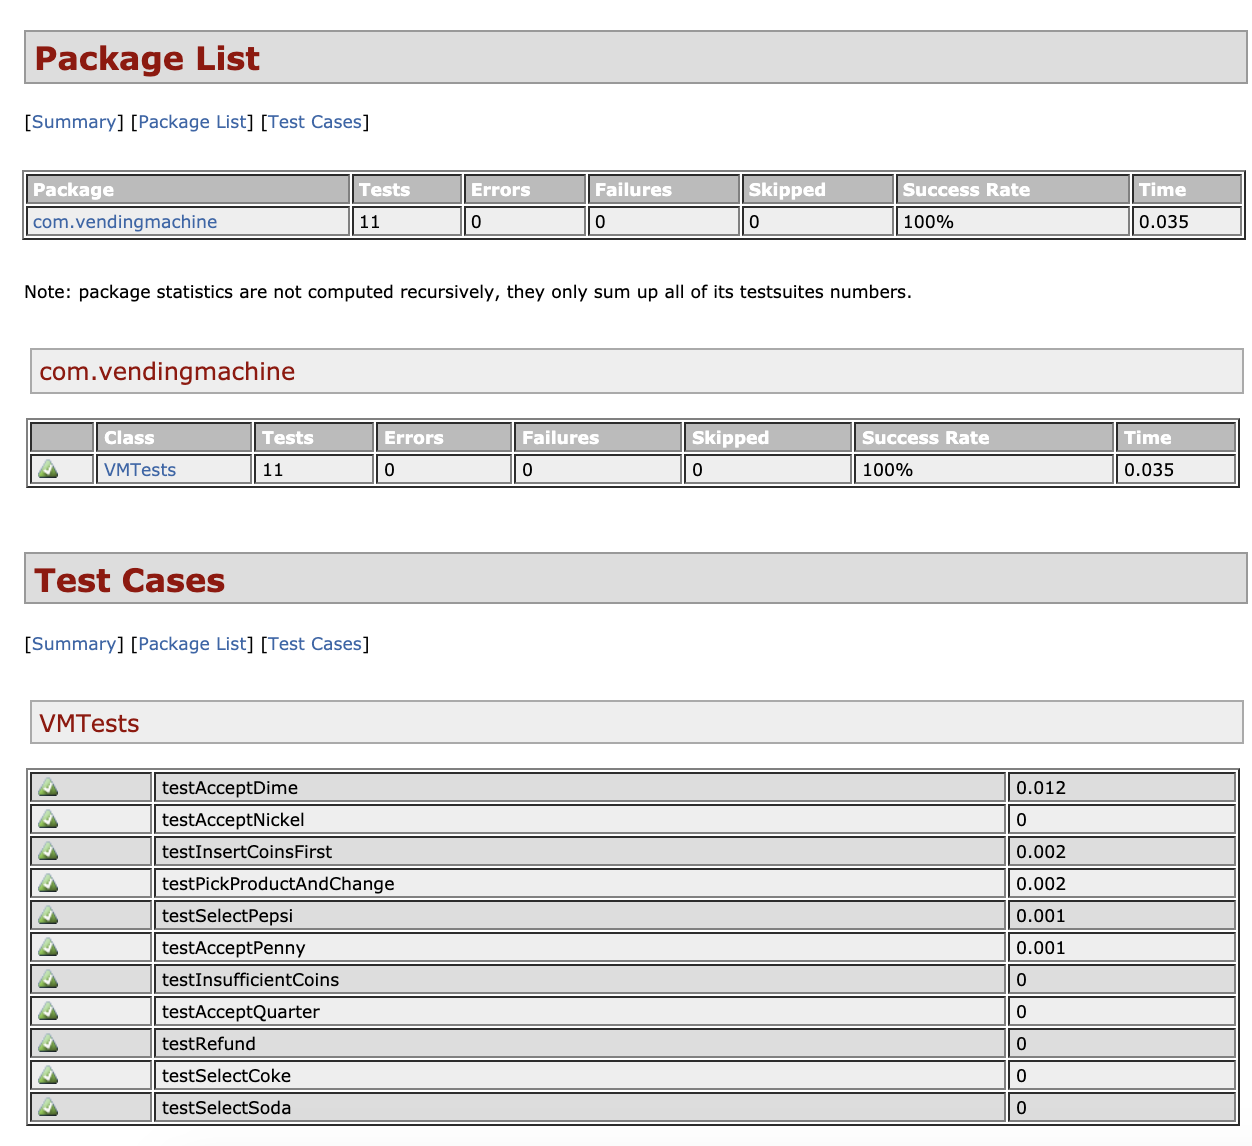 Package List
[Summary] [Package List] [Test Cases]
Package Tests Errors Failures Skipped Success Rate Time
com.vendingmachine 11 0 0 0 100% 0.035
Note: package statistics are not computed recursively, they only sum up all of its testsuites numbers.
com.vendingmachine
Class Tests Errors Failures Skipped Success Rate Time
VMTests 11 0 0 0 100% 0.035
Test Cases
[Summary] [Package List] [Test Cases]
VMTests
testAcceptDime 0.012
testAcceptNickel 0
testInsertCoinsFirst 0.002
testPickProductAndChange 0.002
testSelectPepsi 0.001
testAcceptPenny 0.001
testInsufficientCoins 0
testAcceptQuarter 0
testRefund 0
testSelectCoke 0
testSelectSoda 0